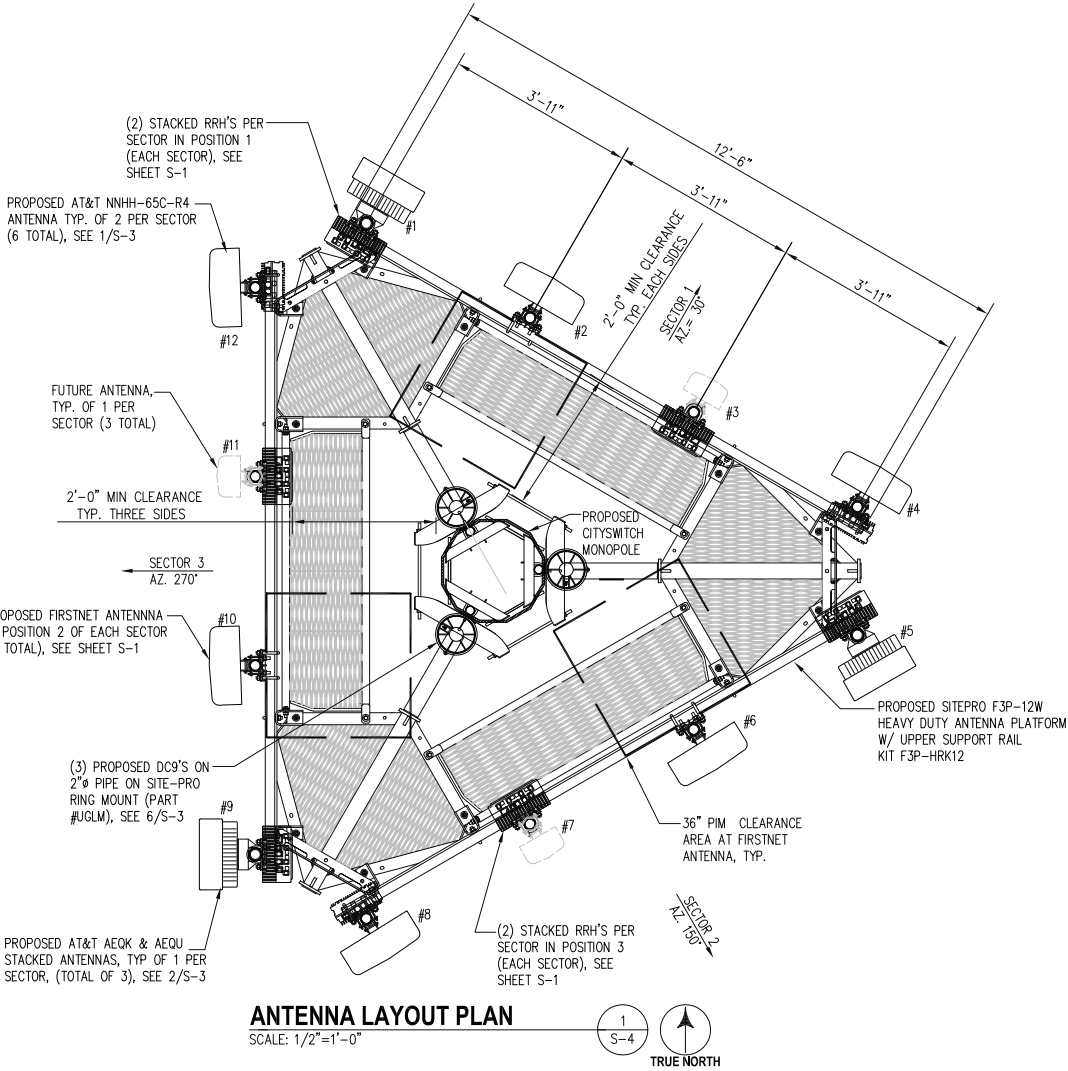 3'-11"
12'-6"
3'-11"
3'-11"
(2) STACKED RRH'S PER
SECTOR IN POSITION 1
(EACH SECTOR), SEE
SHEET S-1
#1
PROPOSED AT&T NNHH-65C-R4
ANTENNA TYP. OF 2 PER SECTOR
(6 TOTAL), SEE 1/S-3
#12
#2
2'-0" MIN CLEARANCE
TYP. EACH SIDES
SECTOR 1
AZ.= 30°
#3
#4
FUTURE ANTENNA,
TYP. OF 1 PER
SECTOR (3 TOTAL)
#11
2'-0" MIN CLEARANCE
TYP. THREE SIDES
PROPOSED
CITYSWITCH
MONOPOLE
SECTOR 3
AZ. 270°
OPOSED FIRSTNET ANTENNNA
POSITION 2 OF EACH SECTOR
TOTAL), SEE SHEET S-1
#10
#5
PROPOSED SITEPRO F3P-12W
HEAVY DUTY ANTENNA PLATFORM
W/ UPPER SUPPORT RAIL
KIT F3P-HRK12
#6
(3) PROPOSED DC9'S ON
2"ø PIPE ON SITE-PRO
RING MOUNT (PART
#UGLM), SEE 6/S-3
#9
#7
36" PIM CLEARANCE
AREA AT FIRSTNET
ANTENNA, TYP.
#8
SECTOR 2
AZ. 150°
PROPOSED AT&T AEQK & AEQU
STACKED ANTENNAS, TYP OF 1 PER
SECTOR, (TOTAL OF 3), SEE 2/S-3
(2) STACKED RRH'S PER
SECTOR IN POSITION 3
(EACH SECTOR), SEE
SHEET S-1
ANTENNA LAYOUT PLAN
SCALE: 1/2"=1'-0"
1
S-4
TRUE NORTH